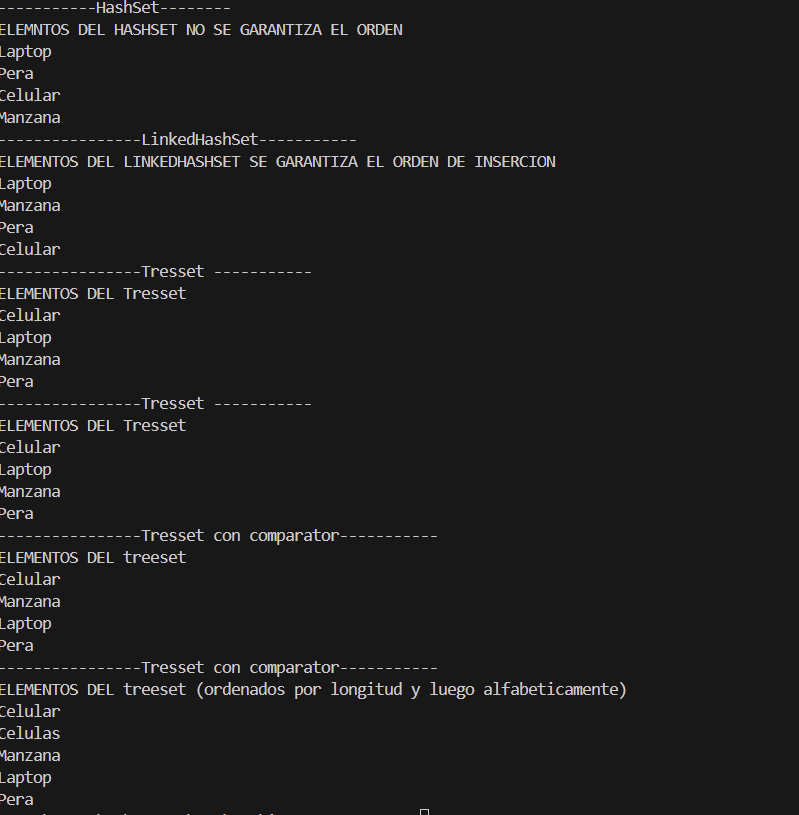 -----------HashSet--------
ELEMNTOS DEL HASHSET NO SE GARANTIZA EL ORDEN
Laptop
Pera
Celular
Manzana
----------------LinkedHashSet-----------
ELEMENTOS DEL LINKEDHASHSET SE GARANTIZA EL ORDEN DE INSERCION
Laptop
Manzana
Pera
Celular
----------------Tresset -----------
ELEMENTOS DEL Tresset
Celular
Laptop
Manzana
Pera
----------------Tresset -----------
ELEMENTOS DEL Tresset
Celular
Laptop
Manzana
Pera
----------------Tresset con comparator-----------
ELEMENTOS DEL treeset
Celular
Manzana
Laptop
Pera
----------------Tresset con comparator-----------
ELEMENTOS DEL treeset (ordenados por longitud y luego alfabeticamente)
Celular
Celulas
Manzana
Laptop
Pera